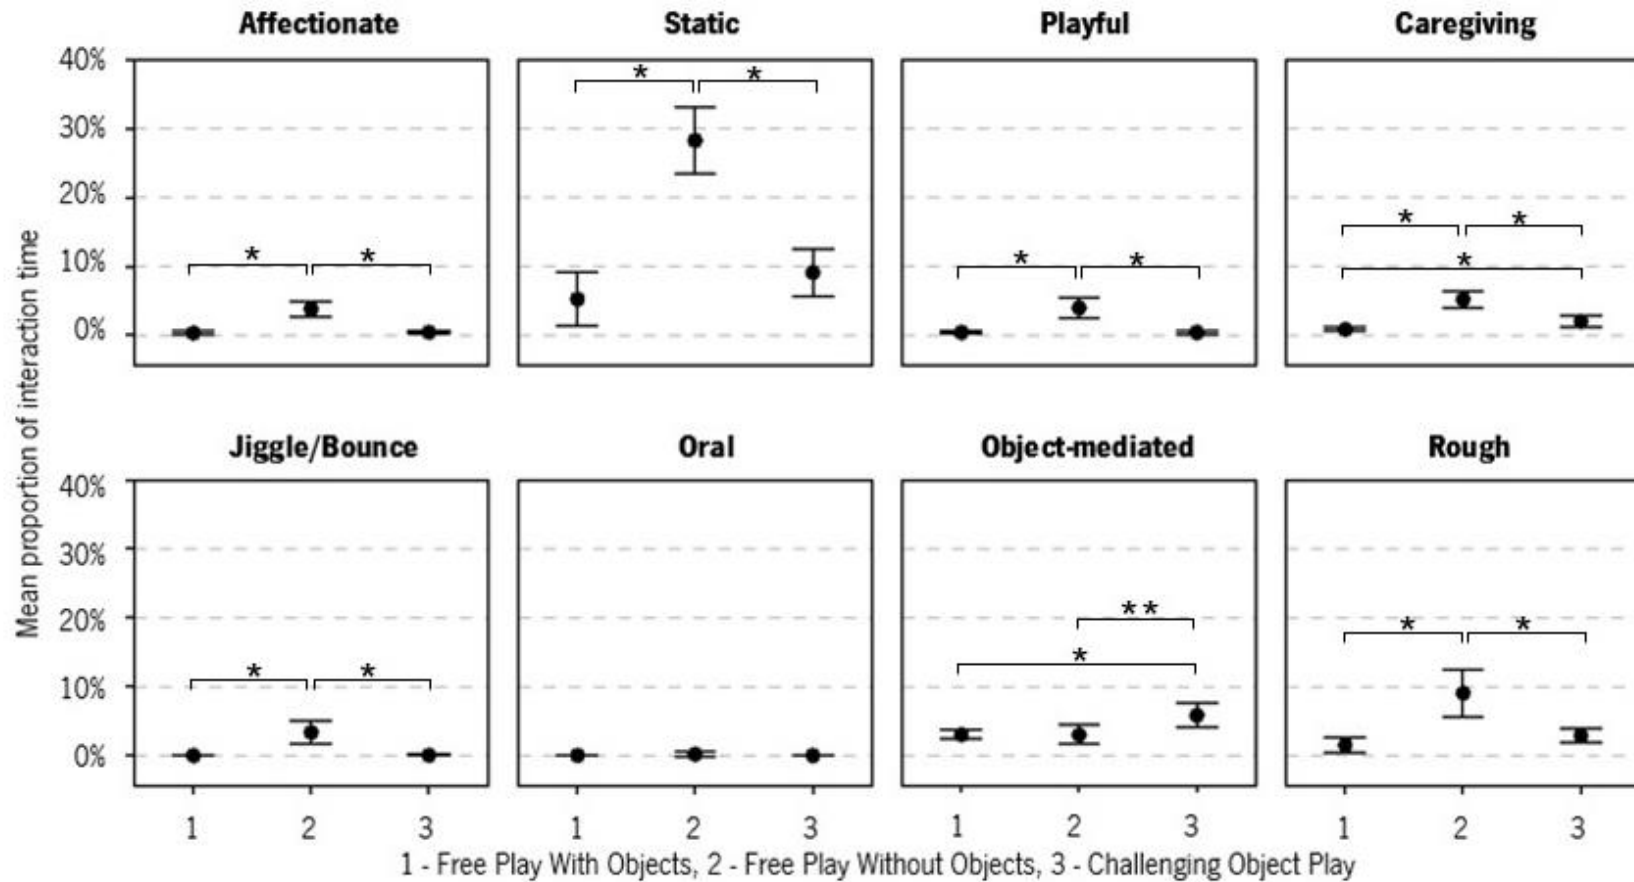 Affectionate Static Playful Caregiving
Mean proportion of interaction time
40%
* *
30%
20%
* *
* * * * *
10%
*
0%
Jiggle/Bounce Oral Object-mediated Rough
40%
30%
20%
* *
* *
* * *
10%
0%
1 2 3 1 2 3 1 2 3 1 2 3
1 - Free Play With Objects, 2 - Free Play Without Objects, 3 - Challenging Object Play